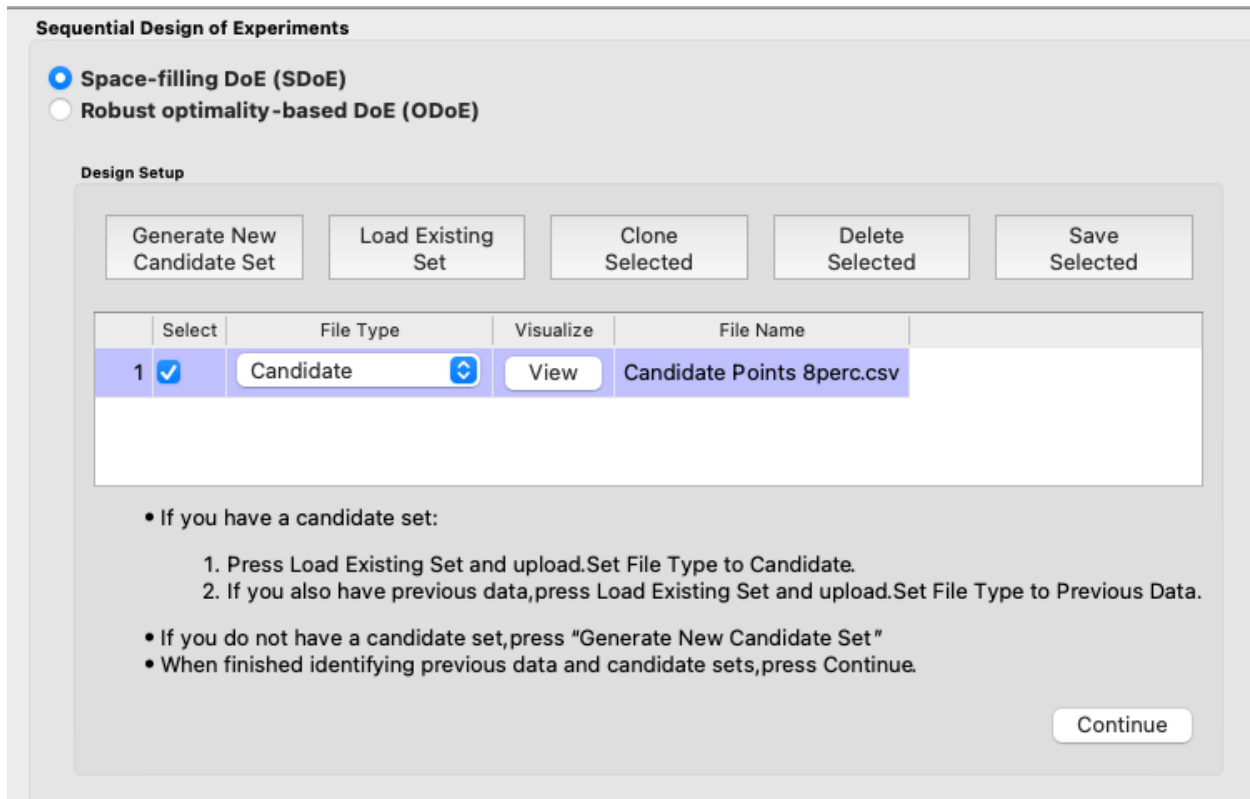 Sequential Design of Experiments
Space-filling DoE (SDoE)
Robust optimality-based DoE (ODoE)
Design Setup
Generate New Candidate Set
Load Existing Set
Clone Selected
Delete Selected
Save Selected
Select File Type Visualize File Name
1 Candidate View Candidate Points 8perc.csv
• If you have a candidate set:
1. Press Load Existing Set and upload.Set File Type to Candidate.
2. If you also have previous data,press Load Existing Set and upload.Set File Type to Previous Data.
• If you do not have a candidate set,press "Generate New Candidate Set"
• When finished identifying previous data and candidate sets,press Continue.
Continue